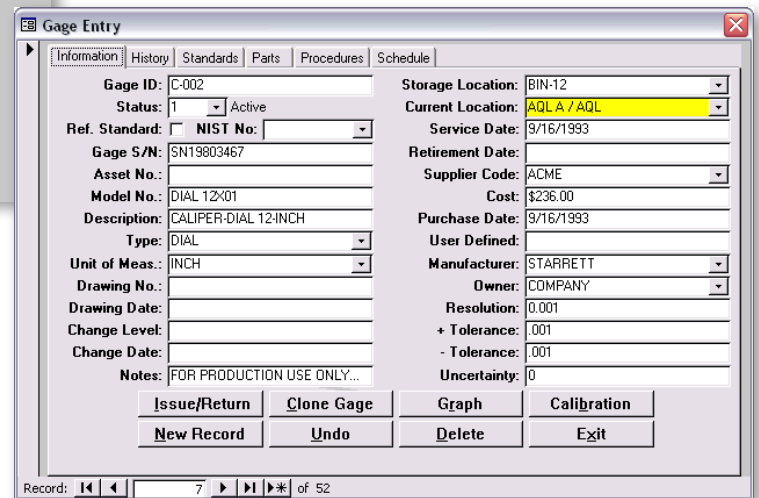 Gage Entry
Information History Standards Parts Procedures Schedule
Gage ID: C-002 Storage Location: BIN-12
Status: 1 Active Current Location: AQL A / AQL
Ref. Standard: NIST No: Service Date: 9/16/1993
Gage S/N: SN19803467 Retirement Date:
Asset No.: Supplier Code: ACME
Model No.: DIAL 12X01 Cost: $236.00
Description: CALIPER-DIAL 12-INCH Purchase Date: 9/16/1993
Type: DIAL User Defined:
Unit of Meas.: INCH Manufacturer: STARRETT
Drawing No.: Owner: COMPANY
Drawing Date: Resolution: 0.001
Change Level: + Tolerance: .001
Change Date: - Tolerance: .001
Notes: FOR PRODUCTION USE ONLY... Uncertainty: 0
Issue/Return Clone Gage Graph Calibration
New Record Undo Delete Exit
Record: 7 of 52